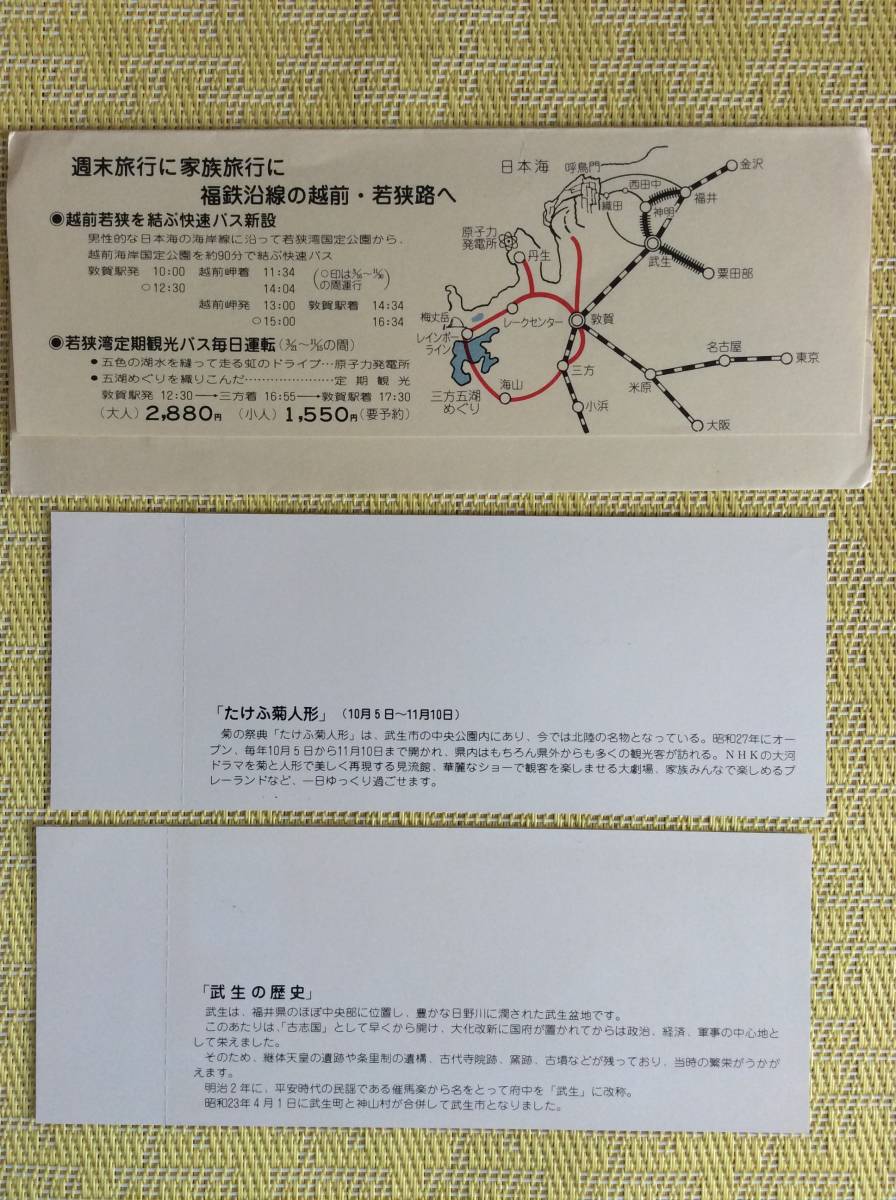 週末旅行に家族旅行に
福鉄沿線の越前・若狭路へ
●越前若狭を結ぶ快速バス新設
男性的な日本海の海岸線に沿って若狭湾国定公園から、
越前海岸国定公園を約90分で結ぶ快速バス
敦賀駅発 10:00 越前岬着 11:34
○12:30 14:04
(○印は
の間運行)
越前岬発 13:00 敦賀駅着 14:34
○15:00 16:34
●若狭湾定期観光バス毎日運転(の間)
●五色の湖水を縫って走る虹のドライブ…原子力発電所
●五湖めぐりを織りこんだ…………………定期観光
敦賀駅発 12:30→三方着 16:55→敦賀駅着 17:30
(大人) 2,880円 (小人) 1,550円(要予約)
日本海
呼鳥門
金沢
西田中
福井
織田
神明
原子力
発電所
丹生
武生
粟田部
梅丈岳
レインボー
ライン
レークセンター
敦賀
名古屋
東京
三方
米原
海山
三方五湖
めぐり
小浜
大阪
「たけふ菊人形」(10月5日〜11月10日)
菊の祭典「たけふ菊人形」は、武生市の中央公園内にあり、今では北陸の名物となっている。昭和27年にオー
プン、毎年10月5日から11月10日まで開かれ、県内はもちろん県外からも多くの観光客が訪れる。NHKの大河
ドラマを菊と人形で美しく再現する見流館、華麗なショーで観客を楽しませる大劇場、家族みんなで楽しめるプ
レーランドなど、一日ゆっくり過ごせます。
「武生の歴史」
武生は、福井県のほぼ中央部に位置し、豊かな日野川に潤された武生盆地です。
このあたりは、「古志国」として早くから開け、大化改新に国府が置かれてからは政治、経済、軍事の中心地と
して栄えました。
そのため、継体天皇の遺跡や条里制の遺構、古代寺院跡、窯跡、古墳などが残っており、当時の繁栄がうかが
えます。
明治2年に、平安時代の民謡である催馬楽から名をとって府中を「武生」に改称。
昭和23年4月1日に武生町と神山村が合併して武生市となりました。